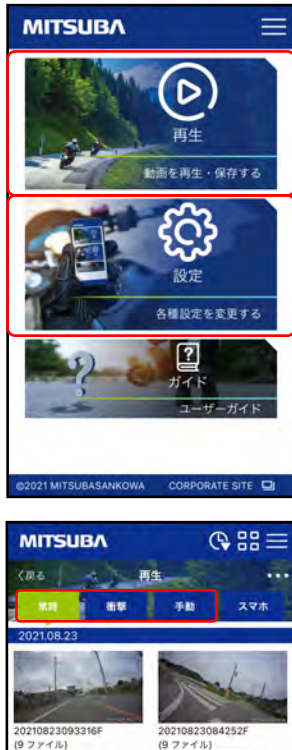 MITSUBA
再生
動画を再生・保存する
設定
各種設定を変更する
ガイド
ユーザーガイド
©2021 MITSUBASANKOWA CORPORATE SITE
MITSUBA
〈戻る 再生
常時 衝撃 手動 スマホ
2021.08.23
20210823093316F 20210823084252F
(9 ファイル) (9 ファイル)